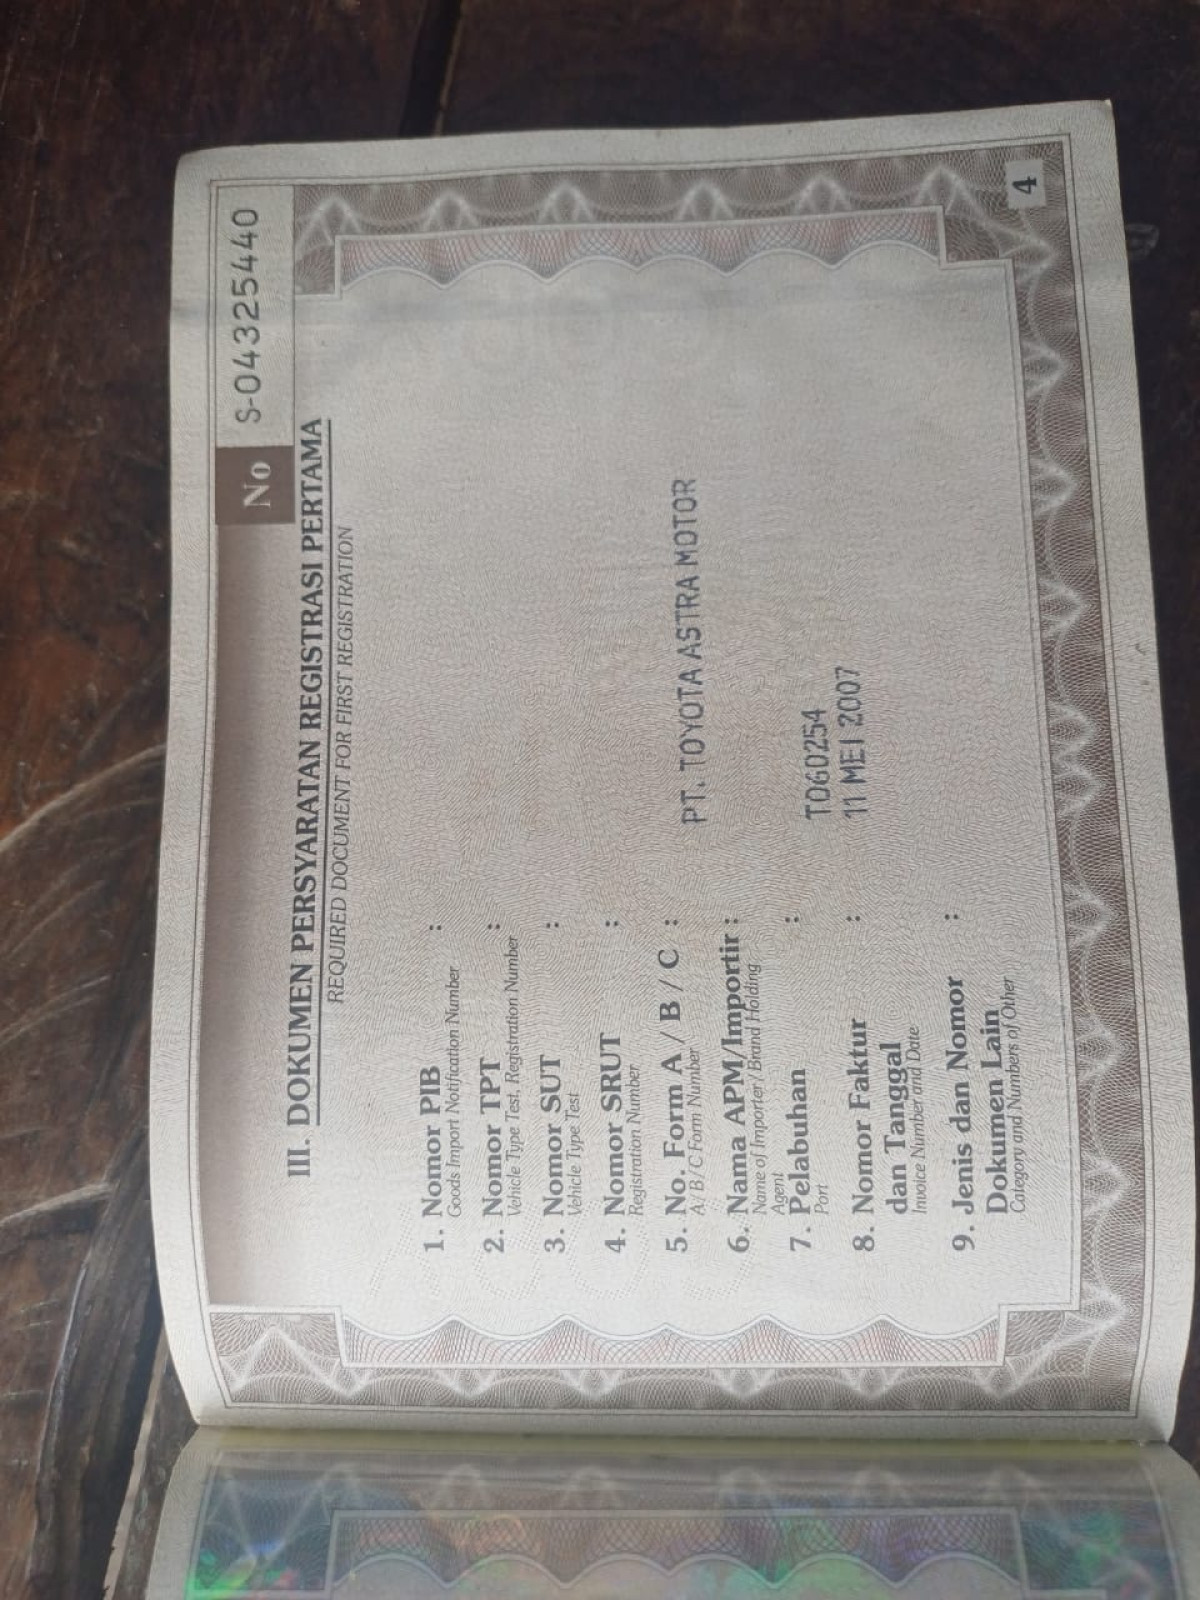 No S-04325440
III. DOKUMEN PERSYARATAN REGISTRASI PERTAMA
REQUIRED DOCUMENT FOR FIRST REGISTRATION
1. Nomor PIB :
Goods Import Notification Number
2. Nomor TPT :
Vehicle Type Test, Registration Number
3. Nomor SUT :
Vehicle Type Test
4. Nomor SRUT :
Registration Number
5. No. Form A / B / C :
A / B / C Form Number
PT. TOYOTA ASTRA MOTOR
6. Nama APM/Importir :
Name of Importer / Brand Holding
Agent
7. Pelabuhan :
Port
TO60254
8. Nomor Faktur : 11 MEI 2007
dan Tanggal
Invoice Number and Date
9. Jenis dan Nomor :
Dokumen Lain
Category and Numbers of Other
4